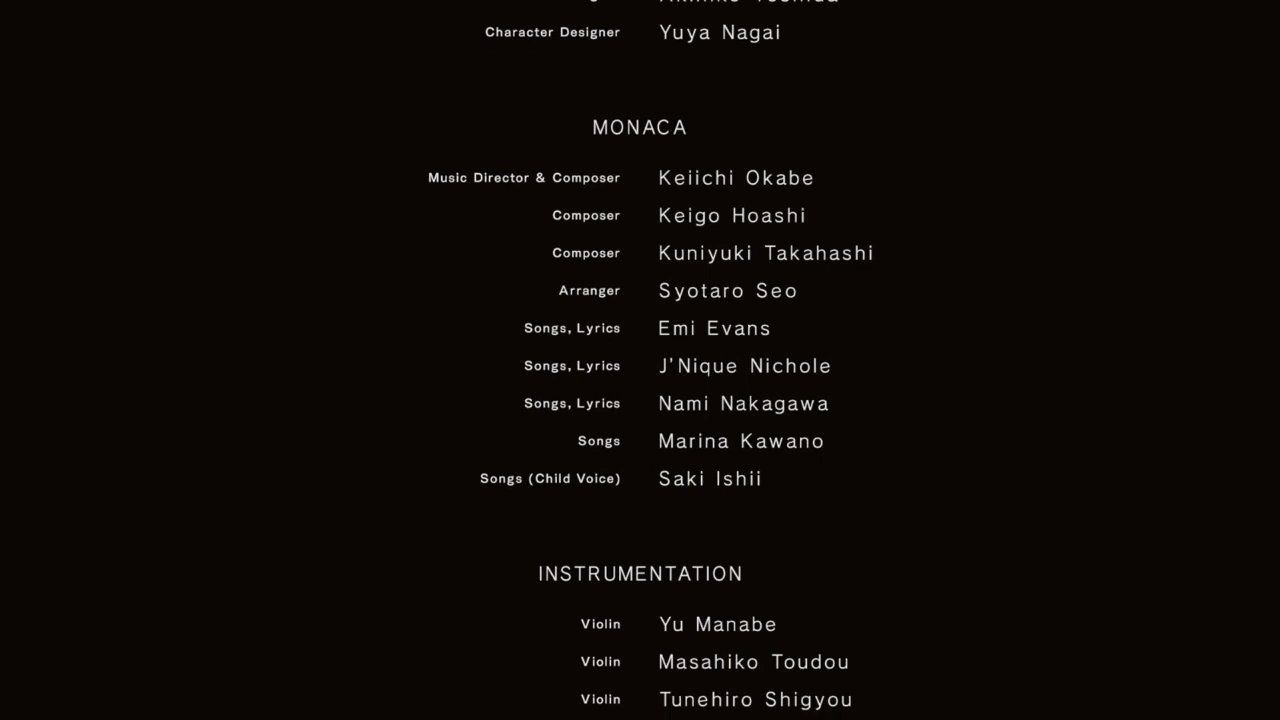 Character Designer Yuya Nagai
MONACA
Music Director & Composer Keiichi Okabe
Composer Keigo Hoashi
Composer Kuniyuki Takahashi
Arranger Syotaro Seo
Songs, Lyrics Emi Evans
Songs, Lyrics J'Nique Nichole
Songs, Lyrics Nami Nakagawa
Songs Marina Kawano
Songs (Child Voice) Saki Ishii
INSTRUMENTATION
Violin Yu Manabe
Violin Masahiko Toudou
Violin Tunehiro Shigyou